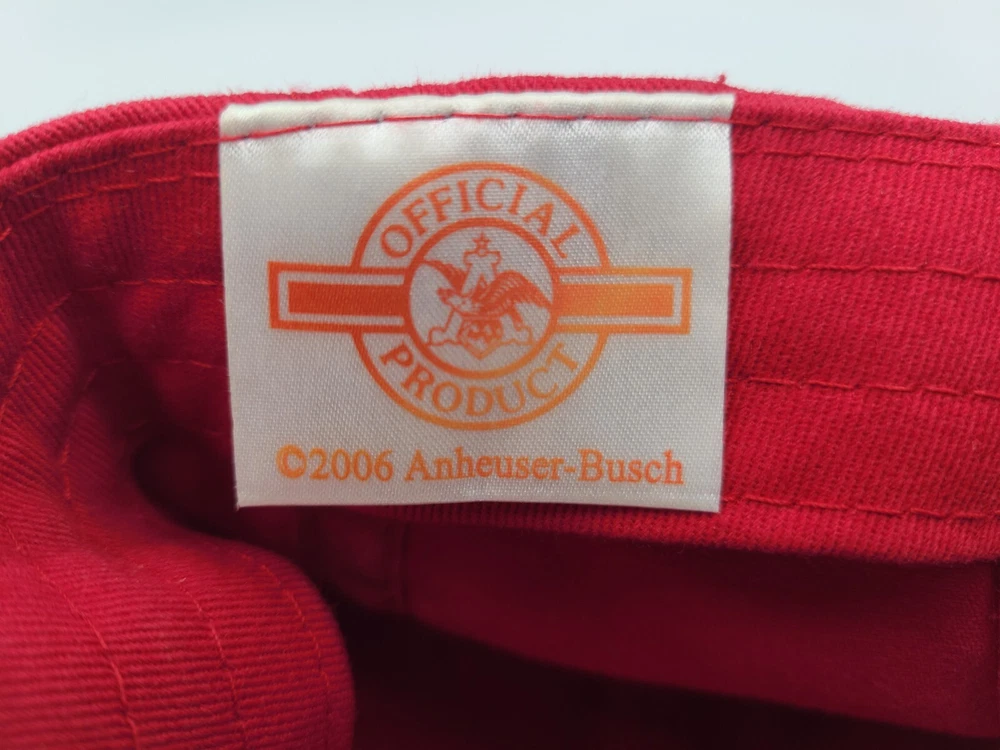 OFFICIAL
PRODUCT
©2006 Anheuser-Busch